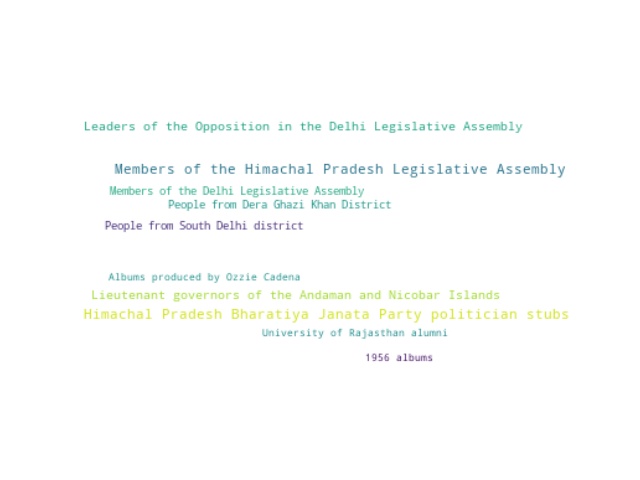 Leaders of the Opposition in the Delhi Legislative Assembly
Members of the Himachal Pradesh Legislative Assembly
Members of the Delhi Legislative Assembly
People from Dera Ghazi Khan District
People from South Delhi district
Albums produced by Ozzie Cadena
Lieutenant governors of the Andaman and Nicobar Islands
Himachal Pradesh Bharatiya Janata Party politician stubs
University of Rajasthan alumni
1956 albums